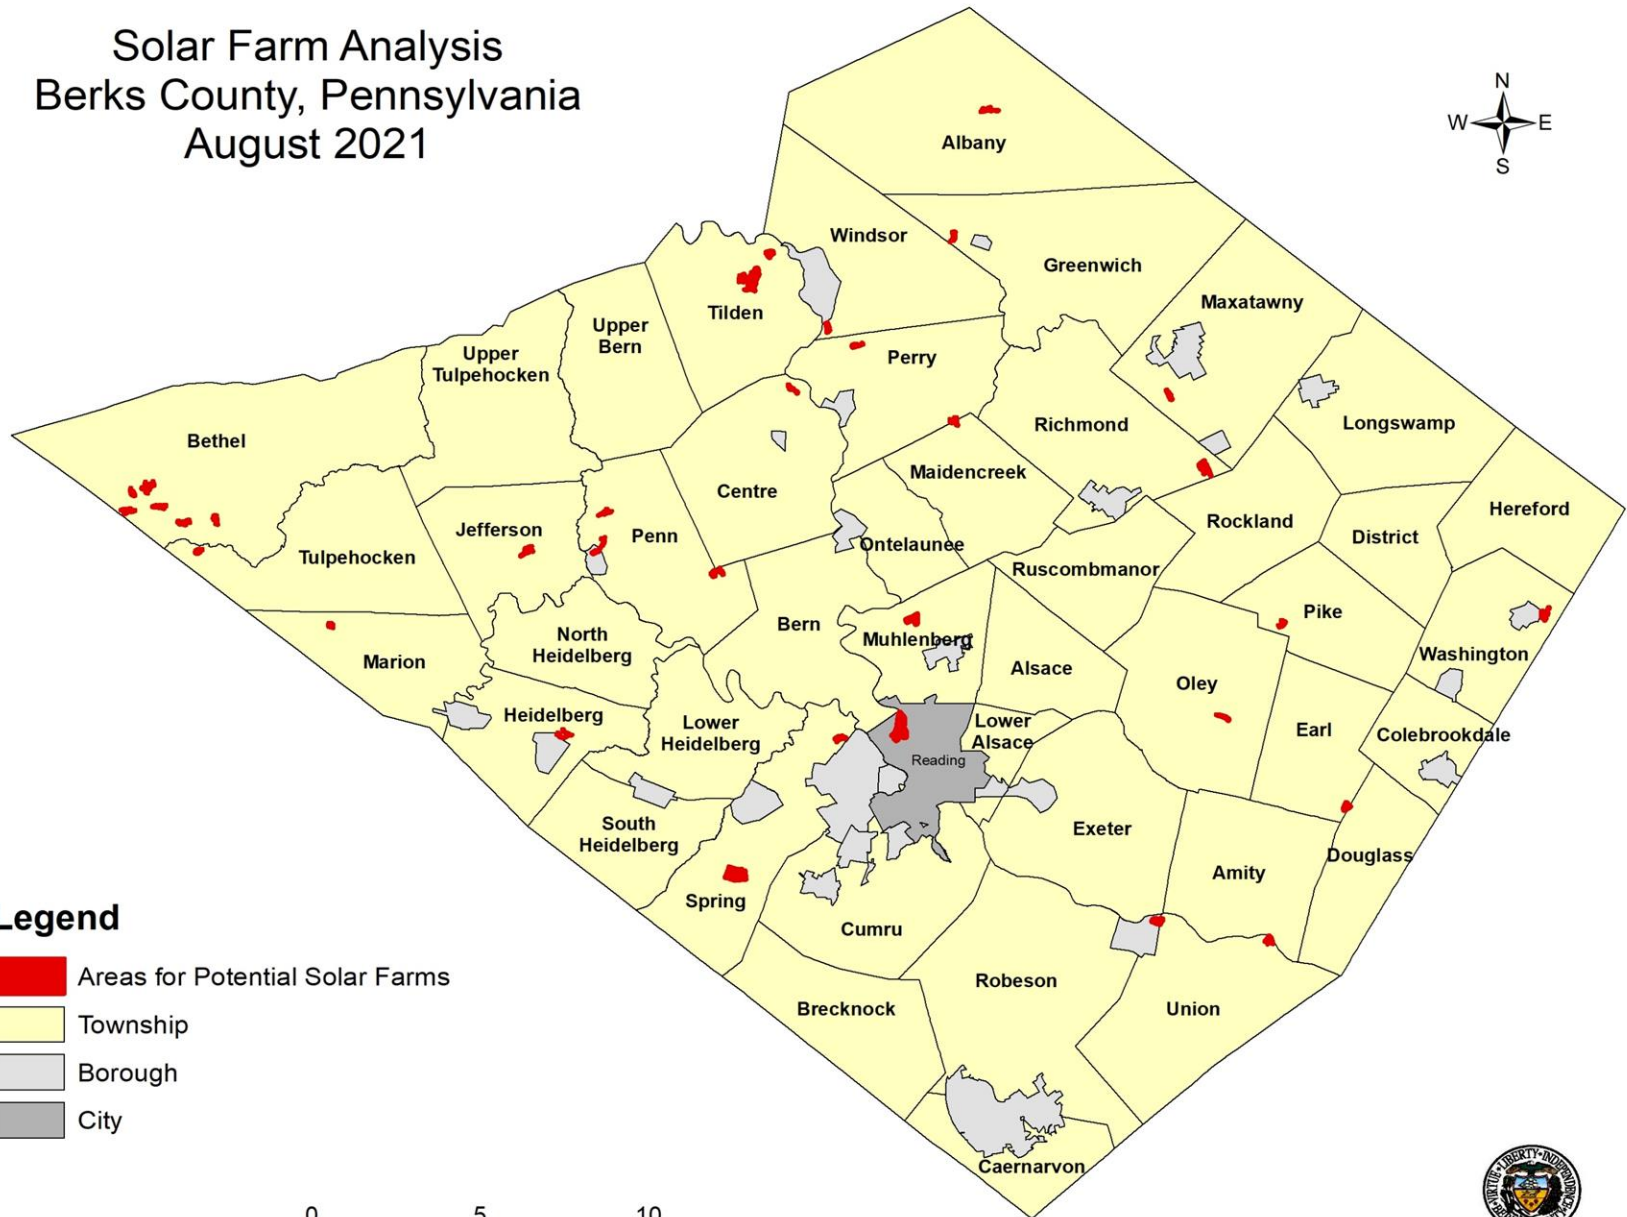 Solar Farm Analysis
Berks County, Pennsylvania
August 2021
N
W E
S
Albany
Windsor
Greenwich
Maxatawny
Tilden
Upper
Bern
Upper
Tulpehocken
Perry
Richmond
Longswamp
Bethel
Maidencreek
Centre
Hereford
Rockland
District
Jefferson
Penn
Ontelaunee
Tulpehocken
Ruscombmanor
Pike
Bern
North
Heidelberg
Muhlenberg
Washington
Marion
Alsace
Oley
Heidelberg
Lower
Heidelberg
Lower
Alsace
Earl
Colebrookdale
Reading
South
Heidelberg
Exeter
Douglass
Amity
Spring
Cumru
Robeson
Brecknock
Union
Caernarvon
Legend
Areas for Potential Solar Farms
Township
Borough
City
0 5 10
VIRTUE LIBERTY INDEPENDENCE